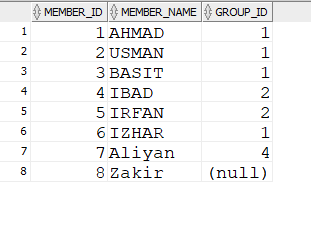 MEMBER_ID MEMBER_NAME GROUP_ID
1 1 AHMAD 1
2 2 USMAN 1
3 3 BASIT 1
4 4 IBAD 2
5 5 IRFAN 2
6 6 IZHAR 1
7 7 Aliyan 4
8 8 Zakir (null)